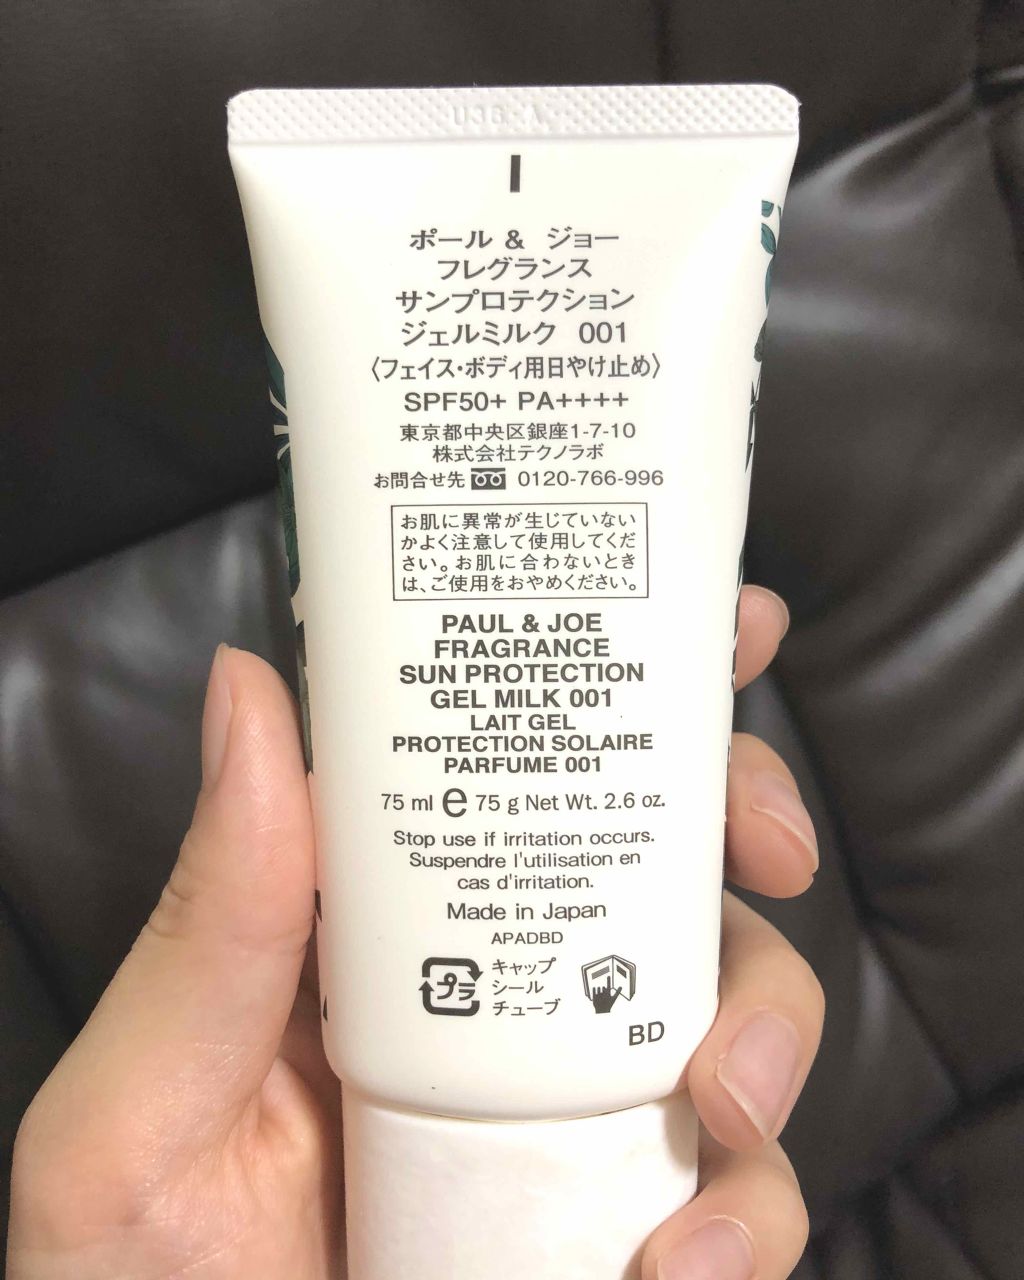 ポール & ジョー
フレグランス
サンプロテクション
ジェルミルク 001
〈フェイス・ボディ用日やけ止め〉
SPF50+ PA++++
東京都中央区銀座1-7-10
株式会社テクノラボ
お問合せ先 0120-766-996
お肌に異常が生じていない
かよく注意して使用してくだ
さい。お肌に合わないとき
は、ご使用をおやめください。
PAUL & JOE
FRAGRANCE
SUN PROTECTION
GEL MILK 001
LAIT GEL
PROTECTION SOLAIRE
PARFUME 001
75 ml e 75 g Net Wt. 2.6 oz.
Stop use if irritation occurs.
Suspendre l'utilisation en
cas d'irritation.
Made in Japan
APADBD
プラ キャップ
シール
チューブ
BD